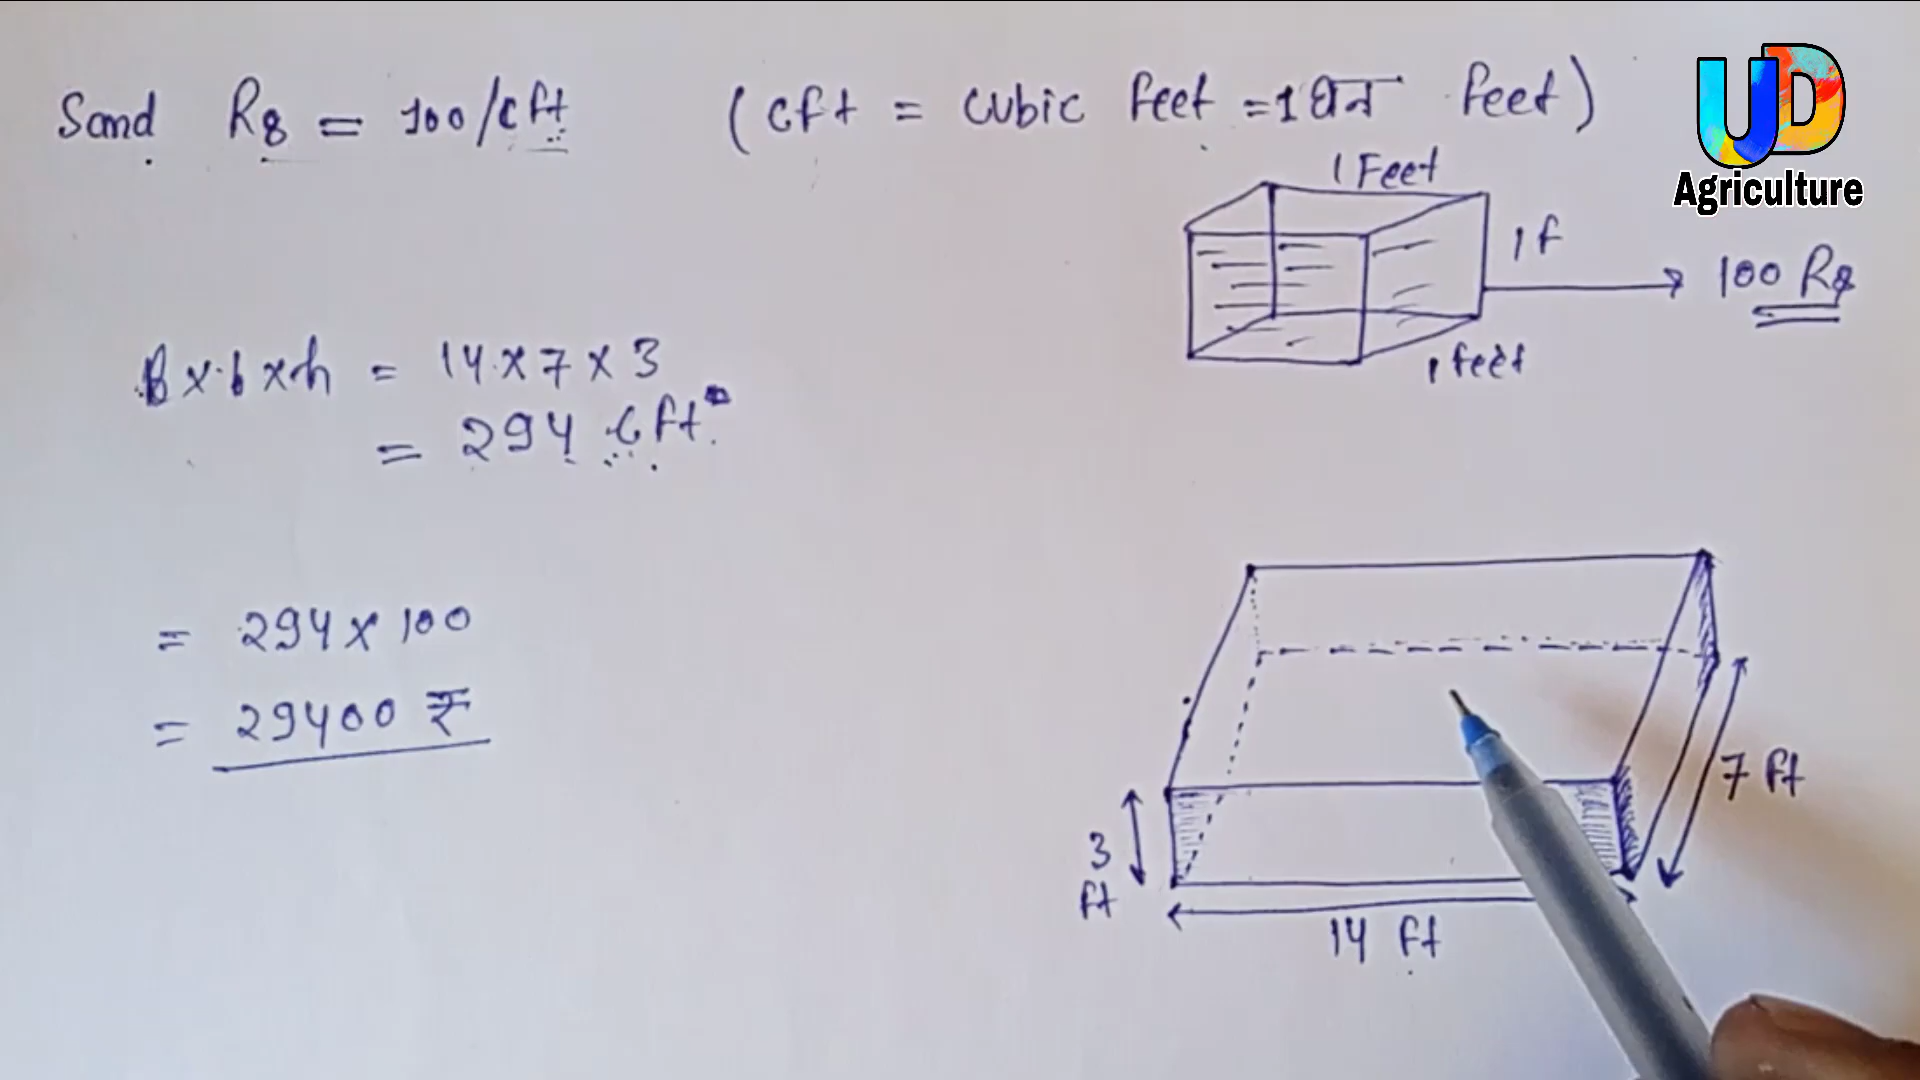 Sand Rs = 100/cft (cft = cubic feet = 1 घन feet)
UD
Agriculture
1 Feet
1 f
100 Rs
1 feet
l x b x h = 14 x 7 x 3
= 294 cft
= 294 x 100
= 29400 ₹
7 ft
3
ft
14 ft